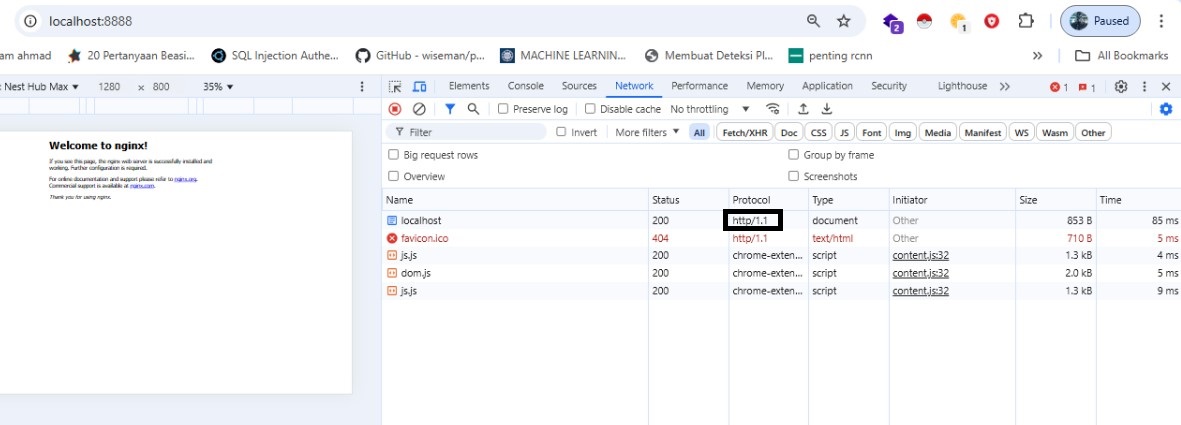 localhost:8888
2
1
Paused
am ahmad
20 Pertanyaan Beasi...
SQL Injection Authe...
GitHub - wiseman/p...
MACHINE LEARNIN...
Membuat Deteksi Pl...
penting rcnn
»
All Bookmarks
: Nest Hub Max ▼ 1280 × 800 35% ▼
Elements Console Sources Network Performance Memory Application Security Lighthouse » 1 1
Preserve log Disable cache No throttling ▼
Filter Invert More filters ▼ All Fetch/XHR Doc CSS JS Font Img Media Manifest WS Wasm Other
Big request rows Group by frame
Overview Screenshots
Name Status Protocol Type Initiator Size Time
localhost 200 http/1.1 document Other 853 B 85 ms
favicon.ico 404 http/1.1 text/html Other 710 B 5 ms
js.js 200 chrome-exten... script content.js:32 1.3 kB 4 ms
dom.js 200 chrome-exten... script content.js:32 2.0 kB 5 ms
js.js 200 chrome-exten... script content.js:32 1.3 kB 9 ms
Welcome to nginx!
If you see this page, the nginx web server is successfully installed and
working. Further configuration is required.
For online documentation and support please refer to nginx.org.
Commercial support is available at nginx.com.
Thank you for using nginx.